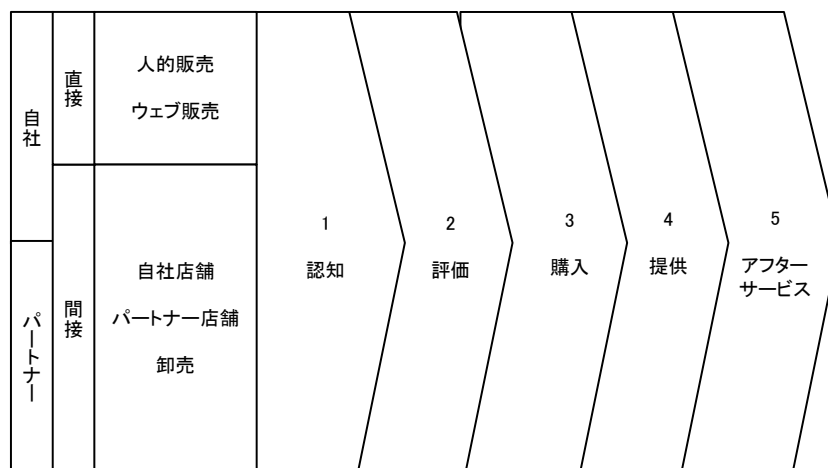 自社
パートナー
直接
間接
人的販売
ウェブ販売
自社店舗
パートナー店舗
卸売
1
認知
2
評価
3
購入
4
提供
5
アフター
サービス